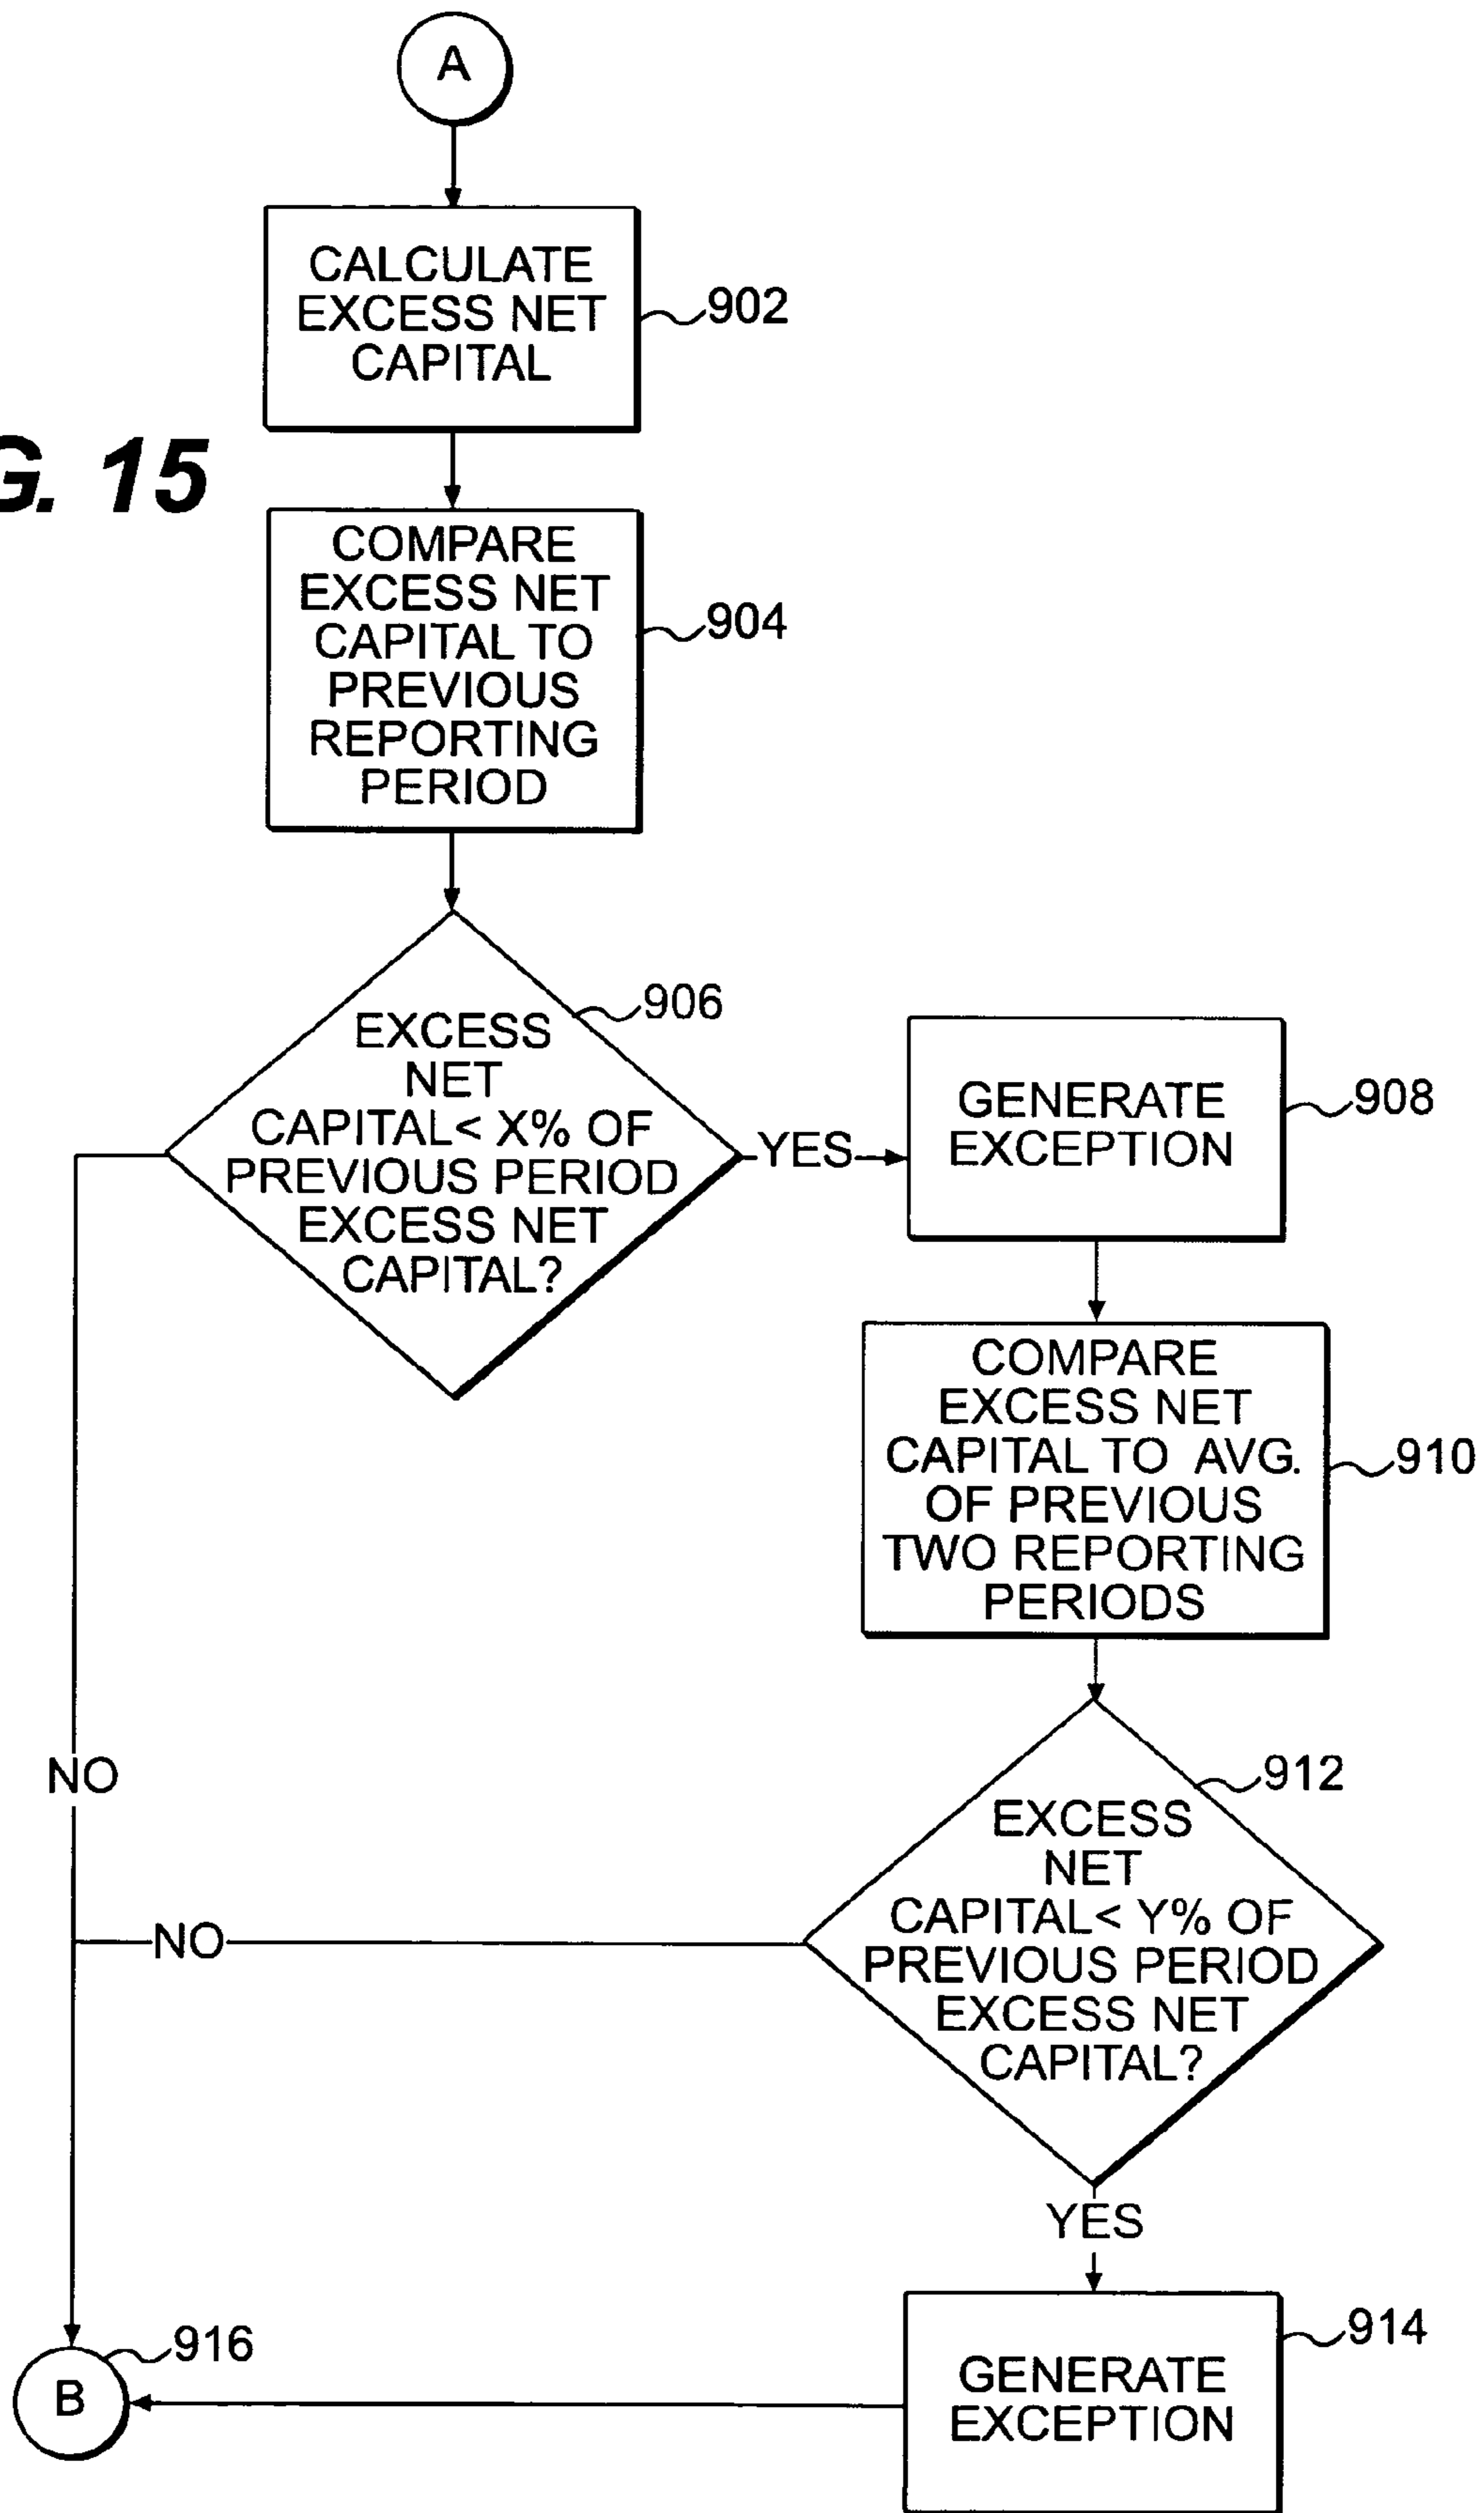 A
CALCULATE
EXCESS NET
CAPITAL
902
G. 15
COMPARE
EXCESS NET
CAPITAL TO
PREVIOUS
REPORTING
PERIOD
904
906
EXCESS
NET
CAPITAL< X% OF
PREVIOUS PERIOD
EXCESS NET
CAPITAL?
YES
GENERATE
EXCEPTION
908
COMPARE
EXCESS NET
CAPITAL TO AVG.
OF PREVIOUS
TWO REPORTING
PERIODS
910
NO
912
EXCESS
NET
CAPITAL< Y% OF
PREVIOUS PERIOD
EXCESS NET
CAPITAL?
NO
YES
914
GENERATE
EXCEPTION
916
B